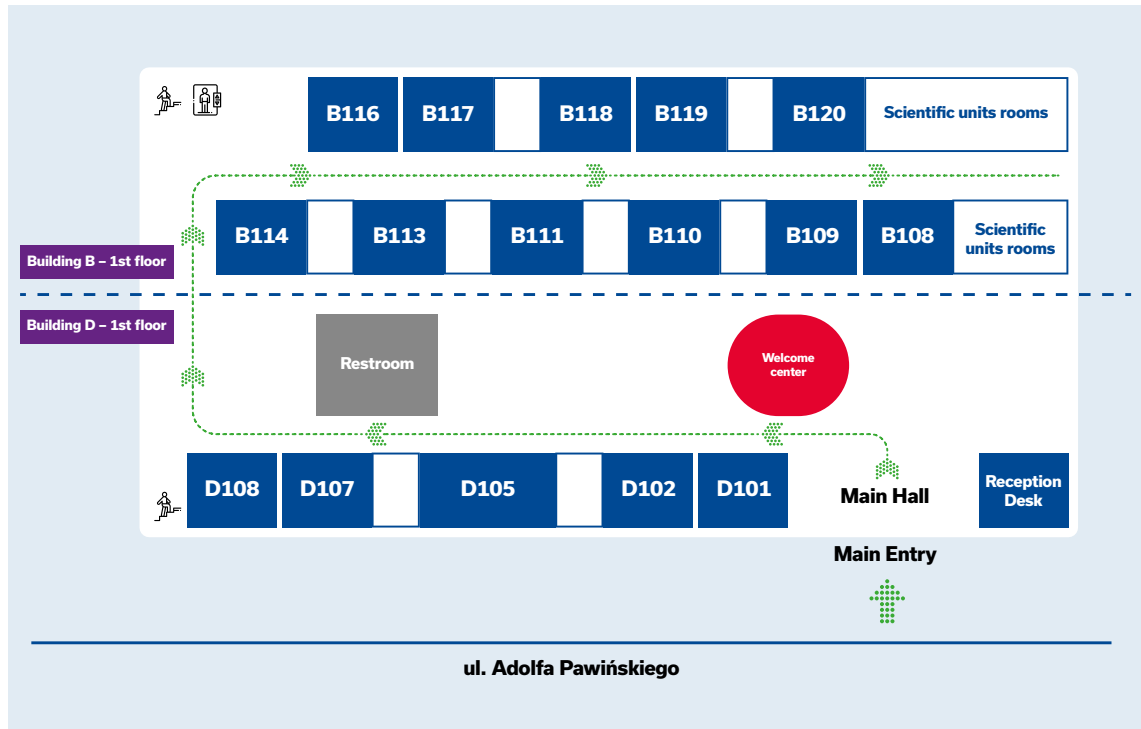 B116
B117
B118
B119
B120
Scientific units rooms
B114
B113
B111
B110
B109
B108
Scientific
units rooms
Building B – 1st floor
Building D – 1st floor
Restroom
Welcome
center
D108
D107
D105
D102
D101
Main Hall
Reception
Desk
Main Entry
ul. Adolfa Pawińskiego